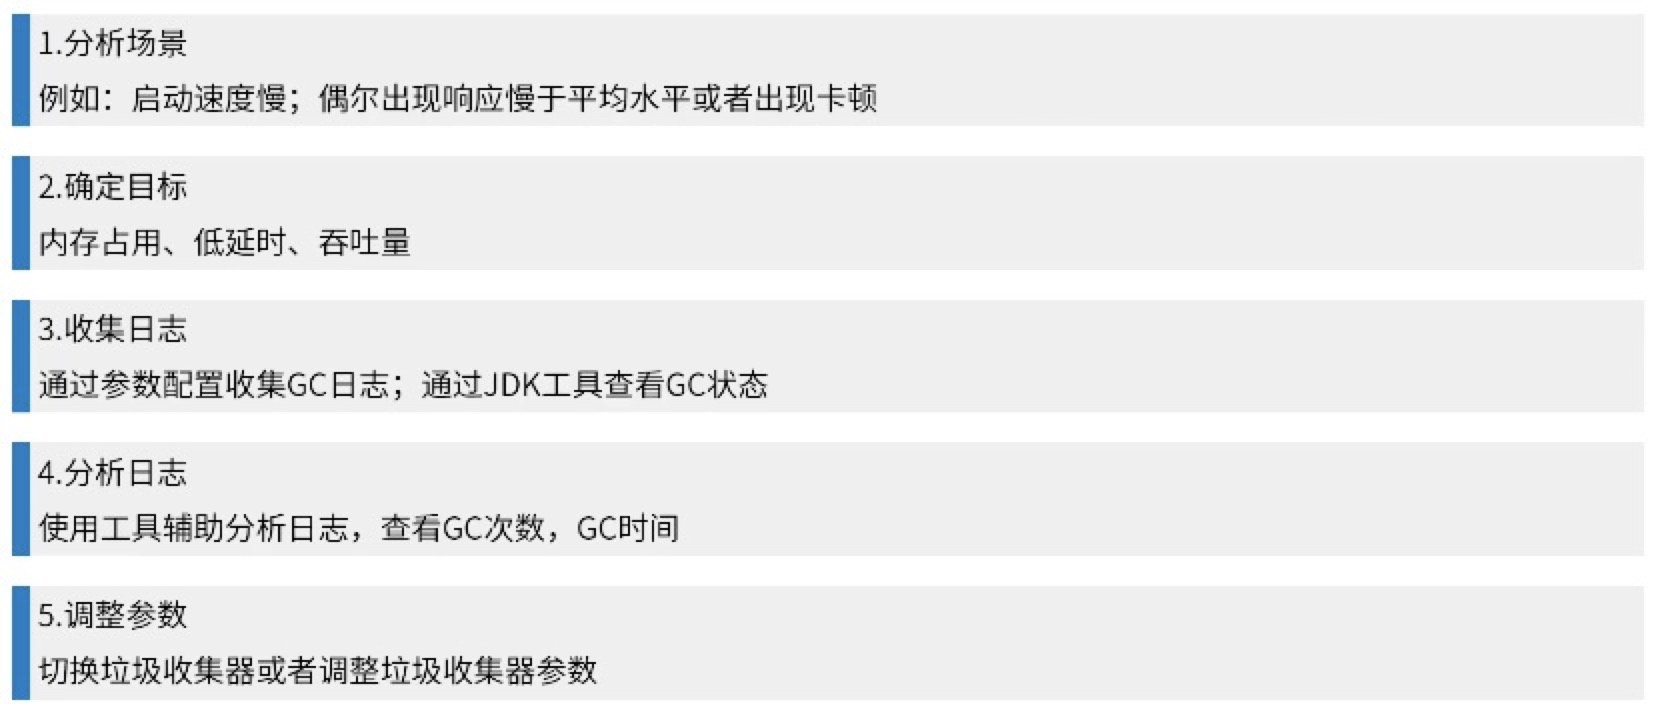 1.分析场景
例如：启动速度慢；偶尔出现响应慢于平均水平或者出现卡顿
2.确定目标
内存占用、低延时、吞吐量
3.收集日志
通过参数配置收集GC日志；通过JDK工具查看GC状态
4.分析日志
使用工具辅助分析日志，查看GC次数，GC时间
5.调整参数
切换垃圾收集器或者调整垃圾收集器参数